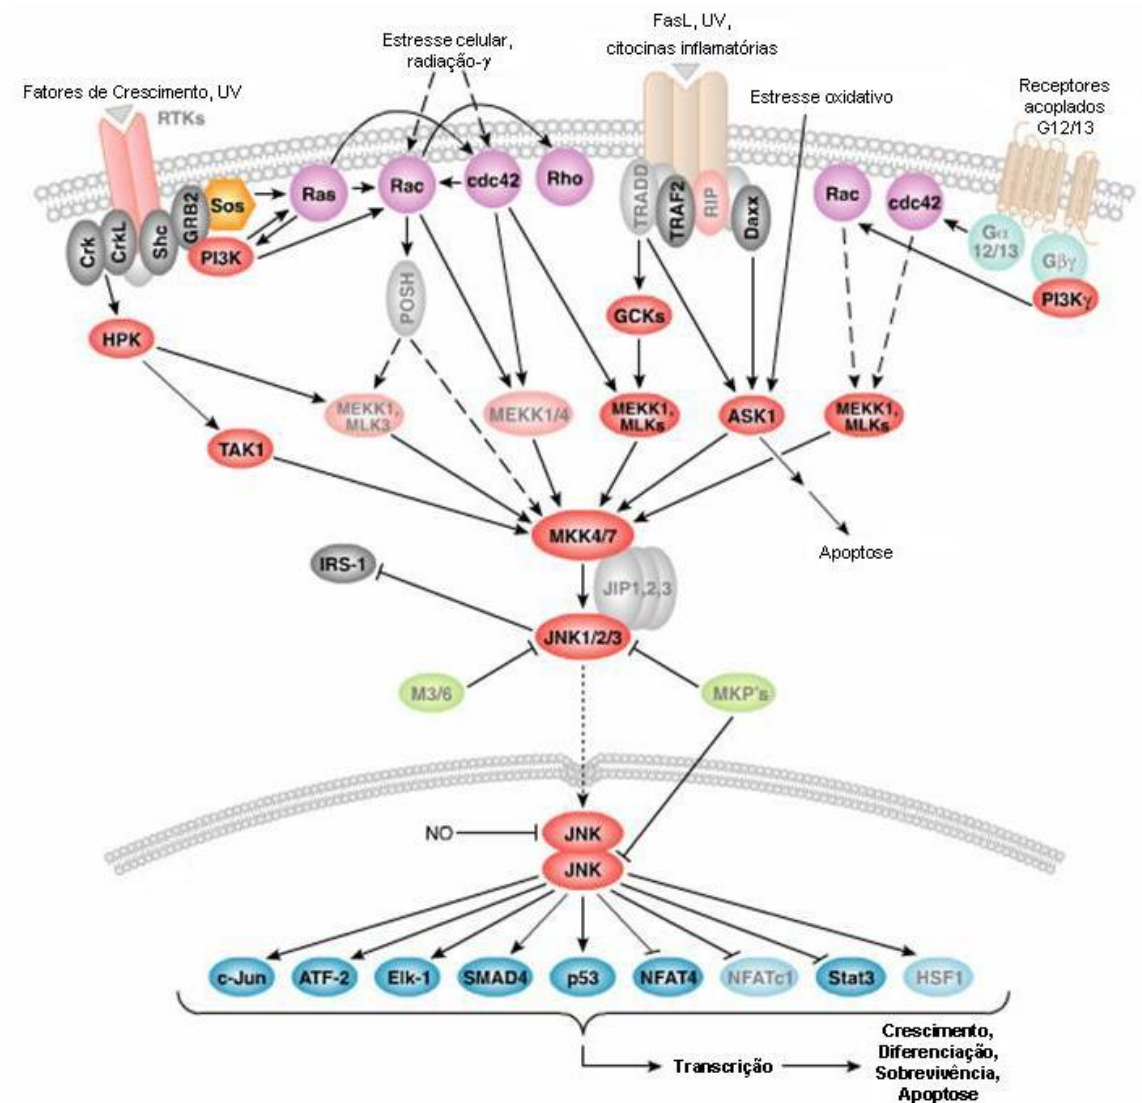 FasL, UV,
citocinas inflamatórias
Estresse celular,
radiação-γ
Fatores de Crescimento, UV
RTKs
Estresse oxidativo
Receptores
acoplados
G12/13
Crk
CrkL
Shc
GRB2
Sos
PI3K
Ras
Rac
cdc42
Rho
TRADD
TRAF2
RIP
Daxx
Rac
cdc42
Gα
12/13
Gβγ
PI3Kγ
POSH
HPK
GCKs
MEKK1,
MLK3
MEKK1/4
MEKK1,
MLKs
ASK1
MEKK1,
MLKs
TAK1
MKK4/7
Apoptose
IRS-1
JIP1,2,3
JNK1/2/3
M3/6
MKP's
NO
JNK
JNK
c-Jun
ATF-2
Elk-1
SMAD4
p53
NFAT4
NFATc1
Stat3
HSF1
Transcrição
Crescimento,
Diferenciação,
Sobrevivência,
Apoptose